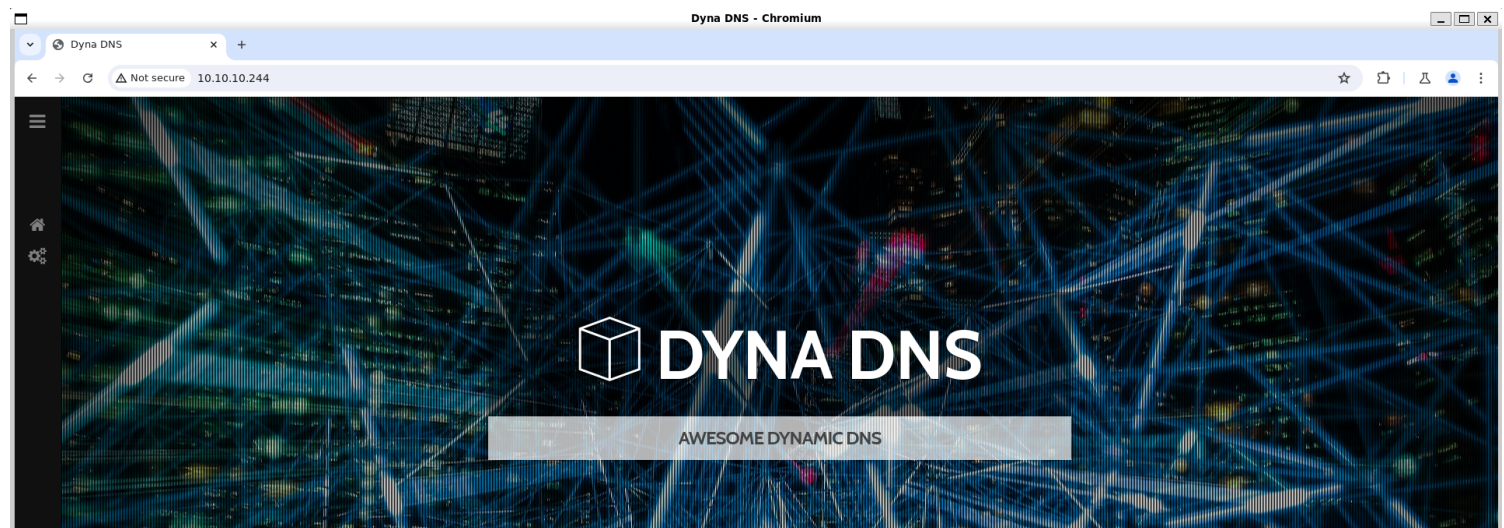 Dyna DNS - Chromium
Dyna DNS
Not secure
10.10.10.244
DYNA DNS
AWESOME DYNAMIC DNS